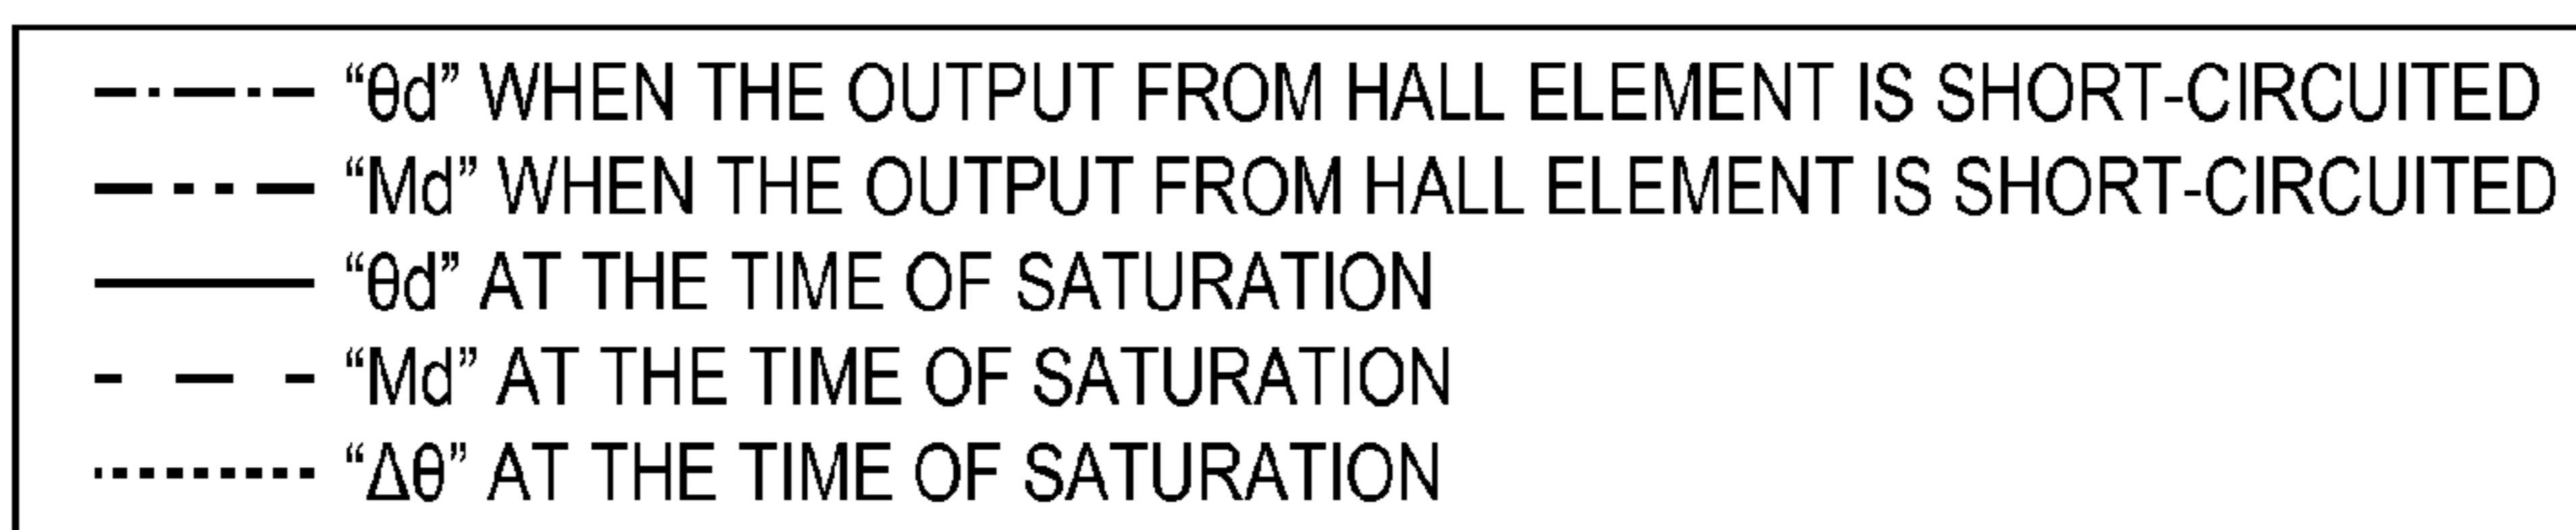 “θd” WHEN THE OUTPUT FROM HALL ELEMENT IS SHORT-CIRCUITED
“Md” WHEN THE OUTPUT FROM HALL ELEMENT IS SHORT-CIRCUITED
“θd” AT THE TIME OF SATURATION
“Md” AT THE TIME OF SATURATION
“Δθ” AT THE TIME OF SATURATION